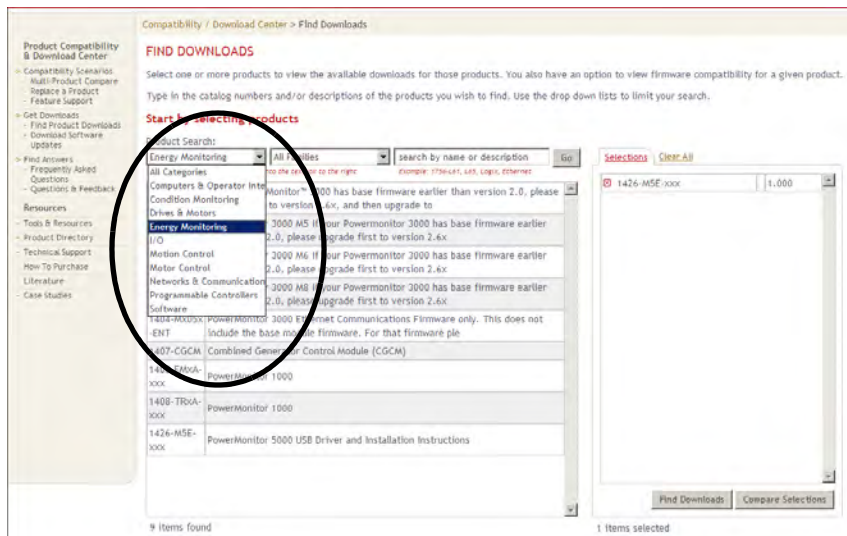 Compatibility / Download Center > Find Downloads
Product Compatibility
& Download Center
Compatibility Scenarios
Multi-Product Compare
Replace a Product
Feature Support
Get Downloads
Find Product Downloads
Download Software
Updates
Find Answers
Frequently Asked
Questions
Questions & Feedback
Resources
Tools & Resources
Product Directory
Technical Support
How To Purchase
Literature
Case Studies
FIND DOWNLOADS
Select one or more products to view the available downloads for those products. You also have an option to view firmware compatibility for a given product.
Type in the catalog numbers and/or descriptions of the products you wish to find. Use the drop down lists to limit your search.
Start by selecting products
Product Search:
Energy Monitoring All Families search by name or description Go
into the to the right Example: 1756-L61, L63, Logix, Ethernet
All Categories
Computers & Operator Inte
Condition Monitoring
Drives & Motors
Energy Monitoring
I/O
Motion Control
Motor Control
Networks & Communication
Programmable Controllers
Software
Monitor™ 3000 has base firmware earlier than version 2.0, please
to version .6x, and then upgrade to
3000 M5 If your Powermonitor 3000 has base firmware earlier
2.0, please upgrade first to version 2.6x
3000 M6 If your Powermonitor 3000 has base firmware earlier
2.0, please upgrade first to version 2.6x
3000 M8 If your Powermonitor 3000 has base firmware earlier
2.0, please upgrade first to version 2.6x
1404-Mx05x PowerMonitor 3000 Ethernet Communications Firmware only. This does not
-ENT include the base module firmware. For that firmware ple
1407-CGCM Combined Generator Control Module (CGCM)
EMxA-
xxx PowerMonitor 1000
1408-TRxA-
xxx PowerMonitor 1000
1426-M5E-
xxx PowerMonitor 5000 USB Driver and Installation Instructions
9 items found
Selections Clear All
1426-M5E-xxx 1.000
Find Downloads Compare Selections
1 items selected